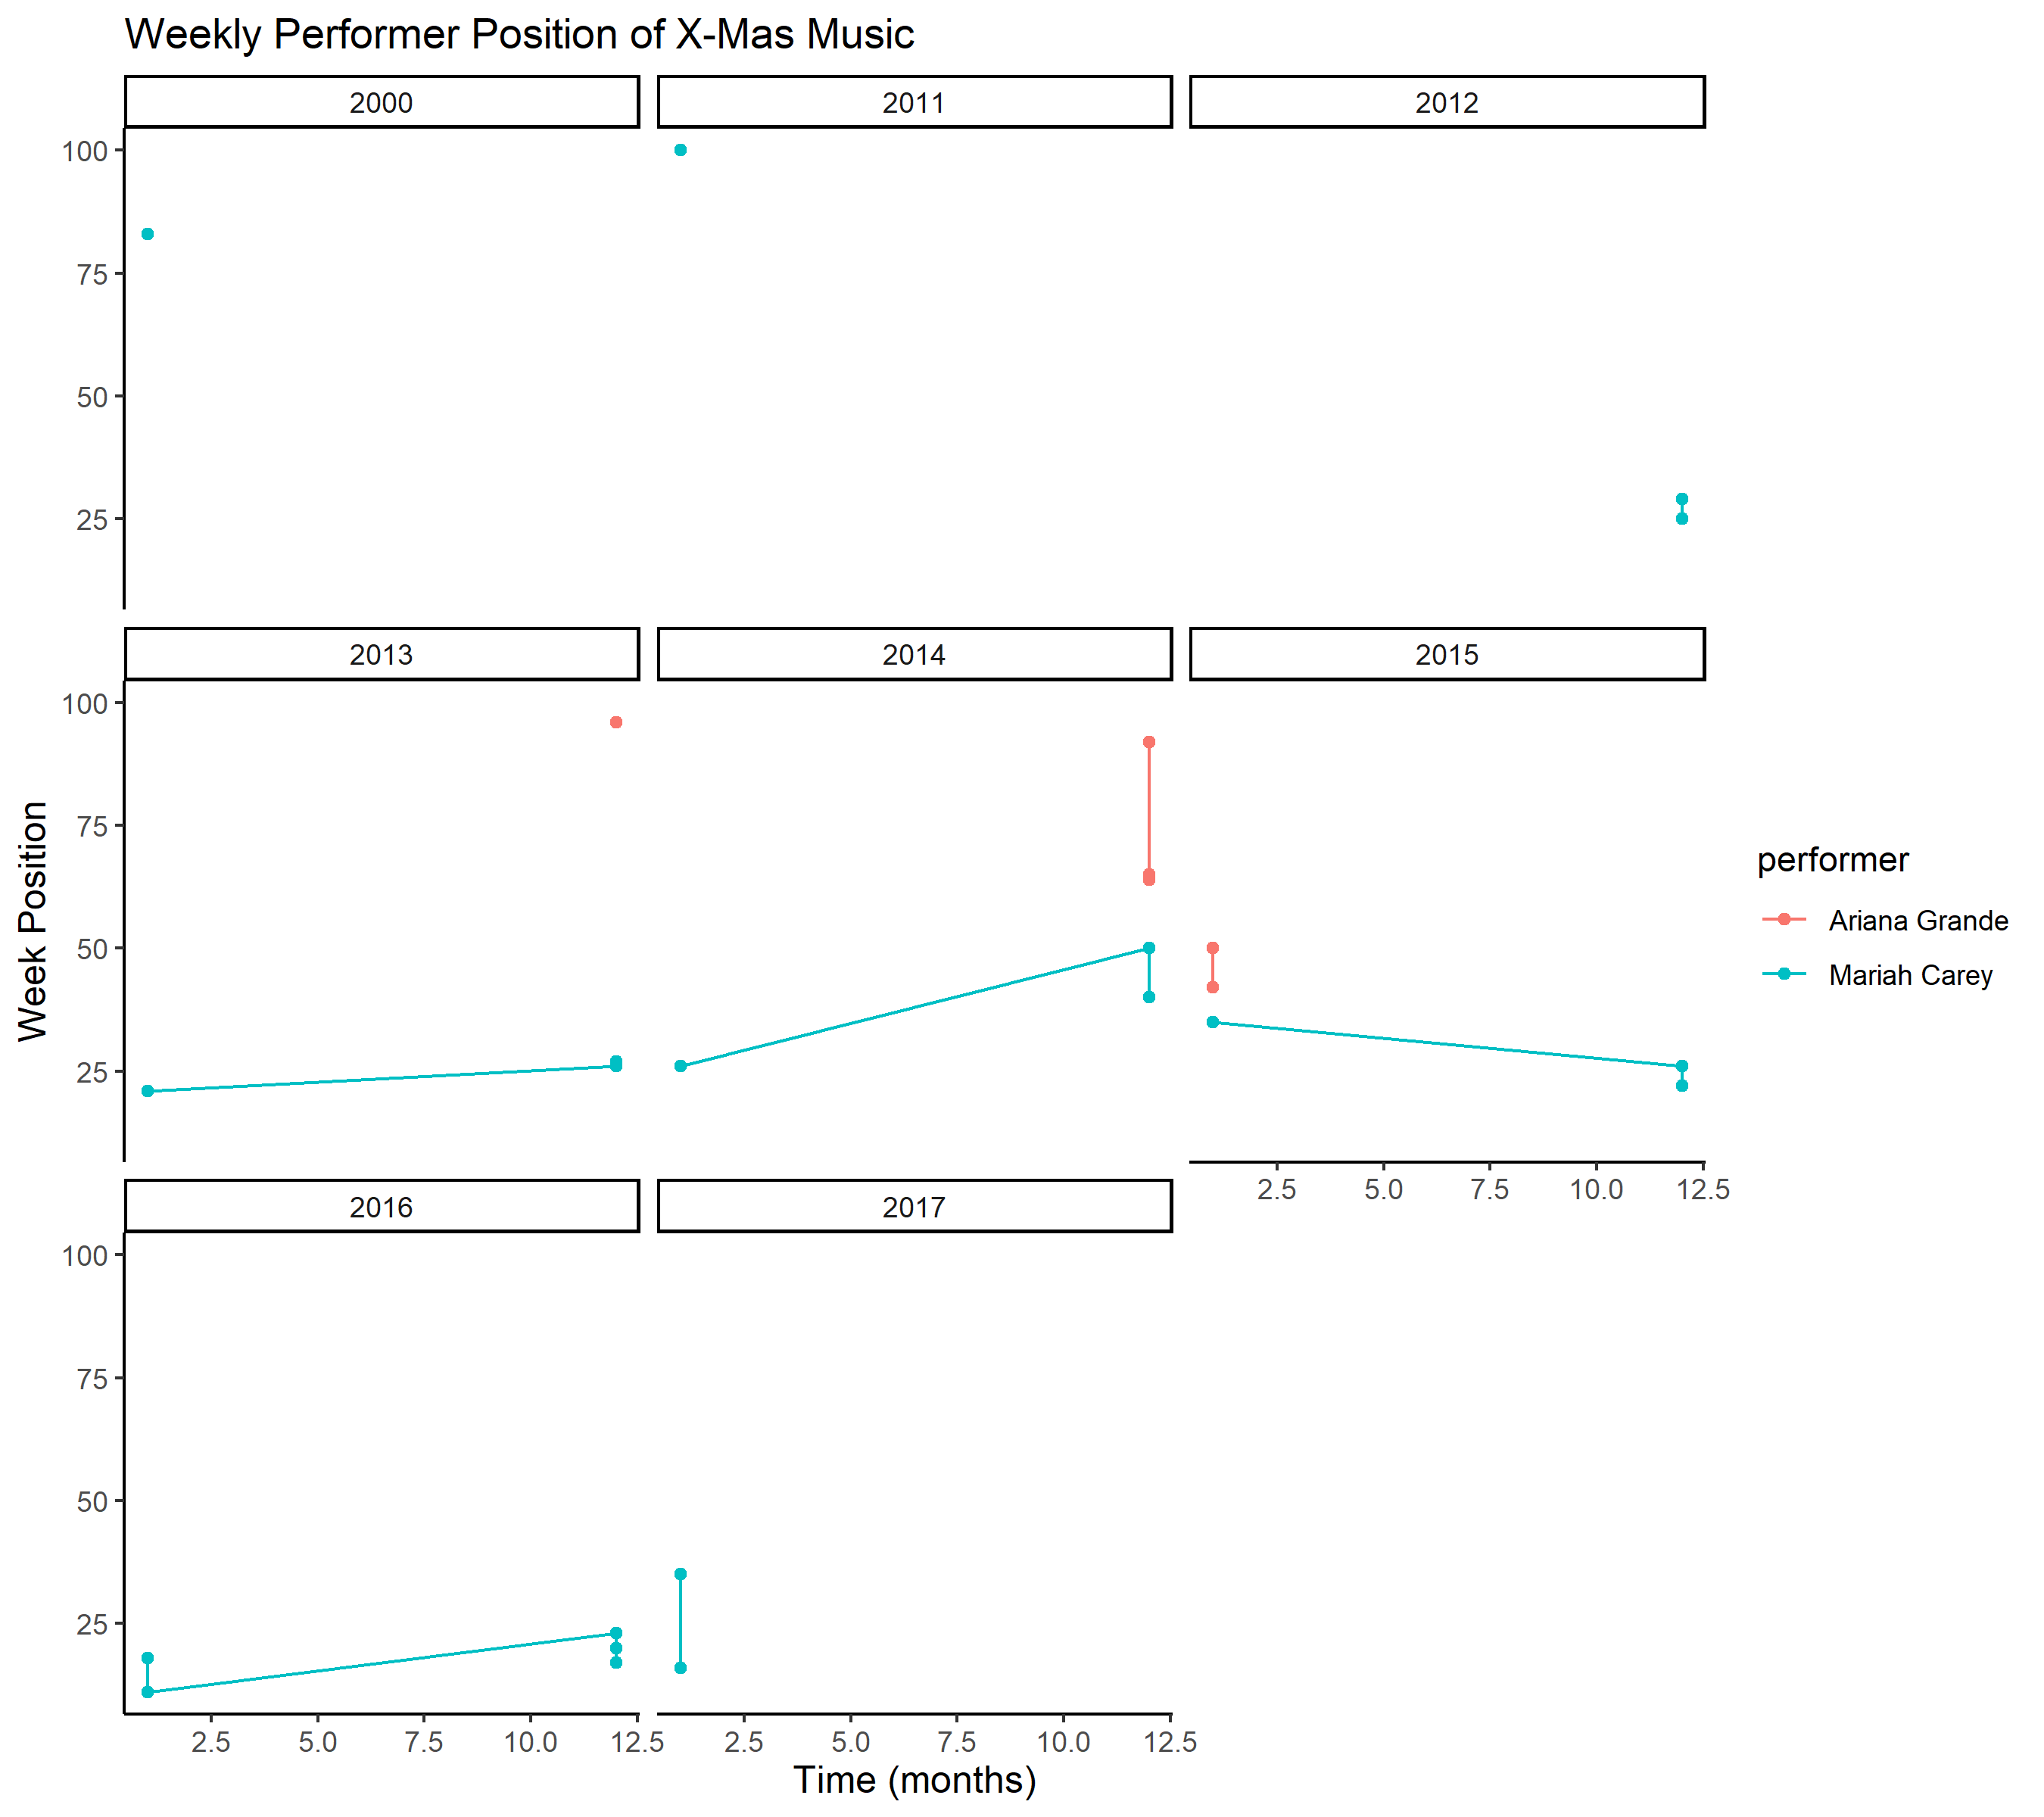 Weekly Performer Position of X-Mas Music
2000 2011 2012
100
75
50
25
2013 2014 2015
100
75
50
25
2.5 5.0 7.5 10.0 12.5
2016 2017
100
75
50
25
2.5 5.0 7.5 10.0 12.5 2.5 5.0 7.5 10.0 12.5
Time (months)
Week Position
performer
Ariana Grande
Mariah Carey